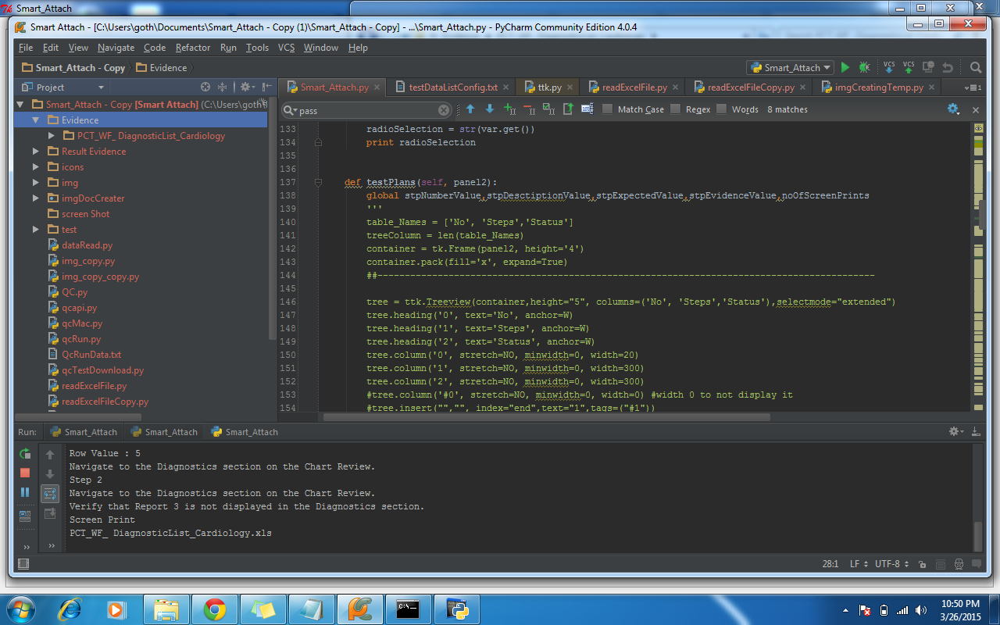 Smart_Attach
Smart Attach - [C:\Users\goth\Documents\Smart_Attach - Copy (1)\Smart_Attach - Copy] - ...\Smart_Attach.py - PyCharm Community Edition 4.0.4
File Edit View Navigate Code Refactor Run Tools VCS Window Help
Smart_Attach - Copy Evidence
Smart_Attach
VCS VCS
Project
Smart_Attach.py testDataListConfig.txt ttk.py readExcelFile.py readExcelFileCopy.py imgCreatingTemp.py
pass Match Case Regex Words 8 matches
Smart_Attach - Copy [Smart Attach] (C:\Users\goth\
Evidence
PCT_WF_ DiagnosticList_Cardiology
Result Evidence
icons
img
imgDocCreater
screen Shot
test
dataRead.py
img_copy.py
img_copy_copy.py
QC.py
qcapi.py
qcMac.py
qcRun.py
QcRunData.txt
qcTestDownload.py
readExcelFile.py
readExcelFileCopy.py
133 radioSelection = str(var.get())
134 print radioSelection
135
136
137 def testPlans(self, panel2):
138 global stpNumberValue,stpDesctiptionValue,stpExpectedValue,stpEvidenceValue,noOfScreenPrints
139 '''
140 table_Names = ['No', 'Steps','Status']
141 treeColumn = len(table_Names)
142 container = tk.Frame(panel2, height='4')
143 container.pack(fill='x', expand=True)
144 ##-------------------------------------------------------------------------------------------
145
146 tree = ttk.Treeview(container,height="5", columns=('No', 'Steps','Status'),selectmode="extended")
147 tree.heading('0', text='No', anchor=W)
148 tree.heading('1', text='Steps', anchor=W)
149 tree.heading('2', text='Status', anchor=W)
150 tree.column('0', stretch=NO, minwidth=0, width=20)
151 tree.column('1', stretch=NO, minwidth=0, width=300)
152 tree.column('2', stretch=NO, minwidth=0, width=300)
153 #tree.column('#0', stretch=NO, minwidth=0, width=0) #width 0 to not display it
154 #tree.insert("","", index="end",text="1",tags=("#1"))
Run: Smart_Attach Smart_Attach Smart_Attach
Row Value : 5
Navigate to the Diagnostics section on the Chart Review.
Step 2
Navigate to the Diagnostics section on the Chart Review.
Verify that Report 3 is not displayed in the Diagnostics section.
Screen Print
PCT_WF_ DiagnosticList_Cardiology.xls
28:1 LF UTF-8
10:50 PM
3/26/2015